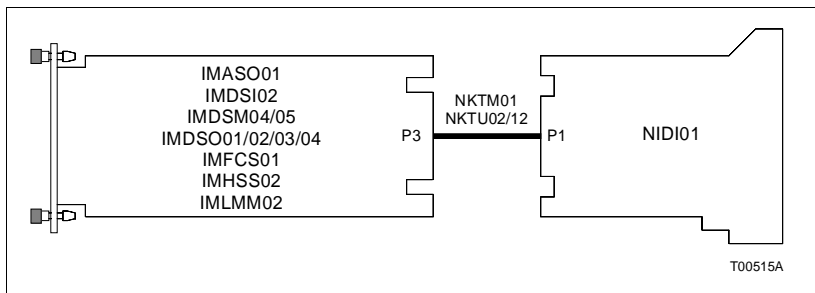 IMASO01
IMDSI02
IMDSM04/05
IMDSO01/02/03/04
IMFCS01
IMHSS02
IMLMM02
P3
NKTM01
NKTU02/12
P1
NIDI01
T00515A